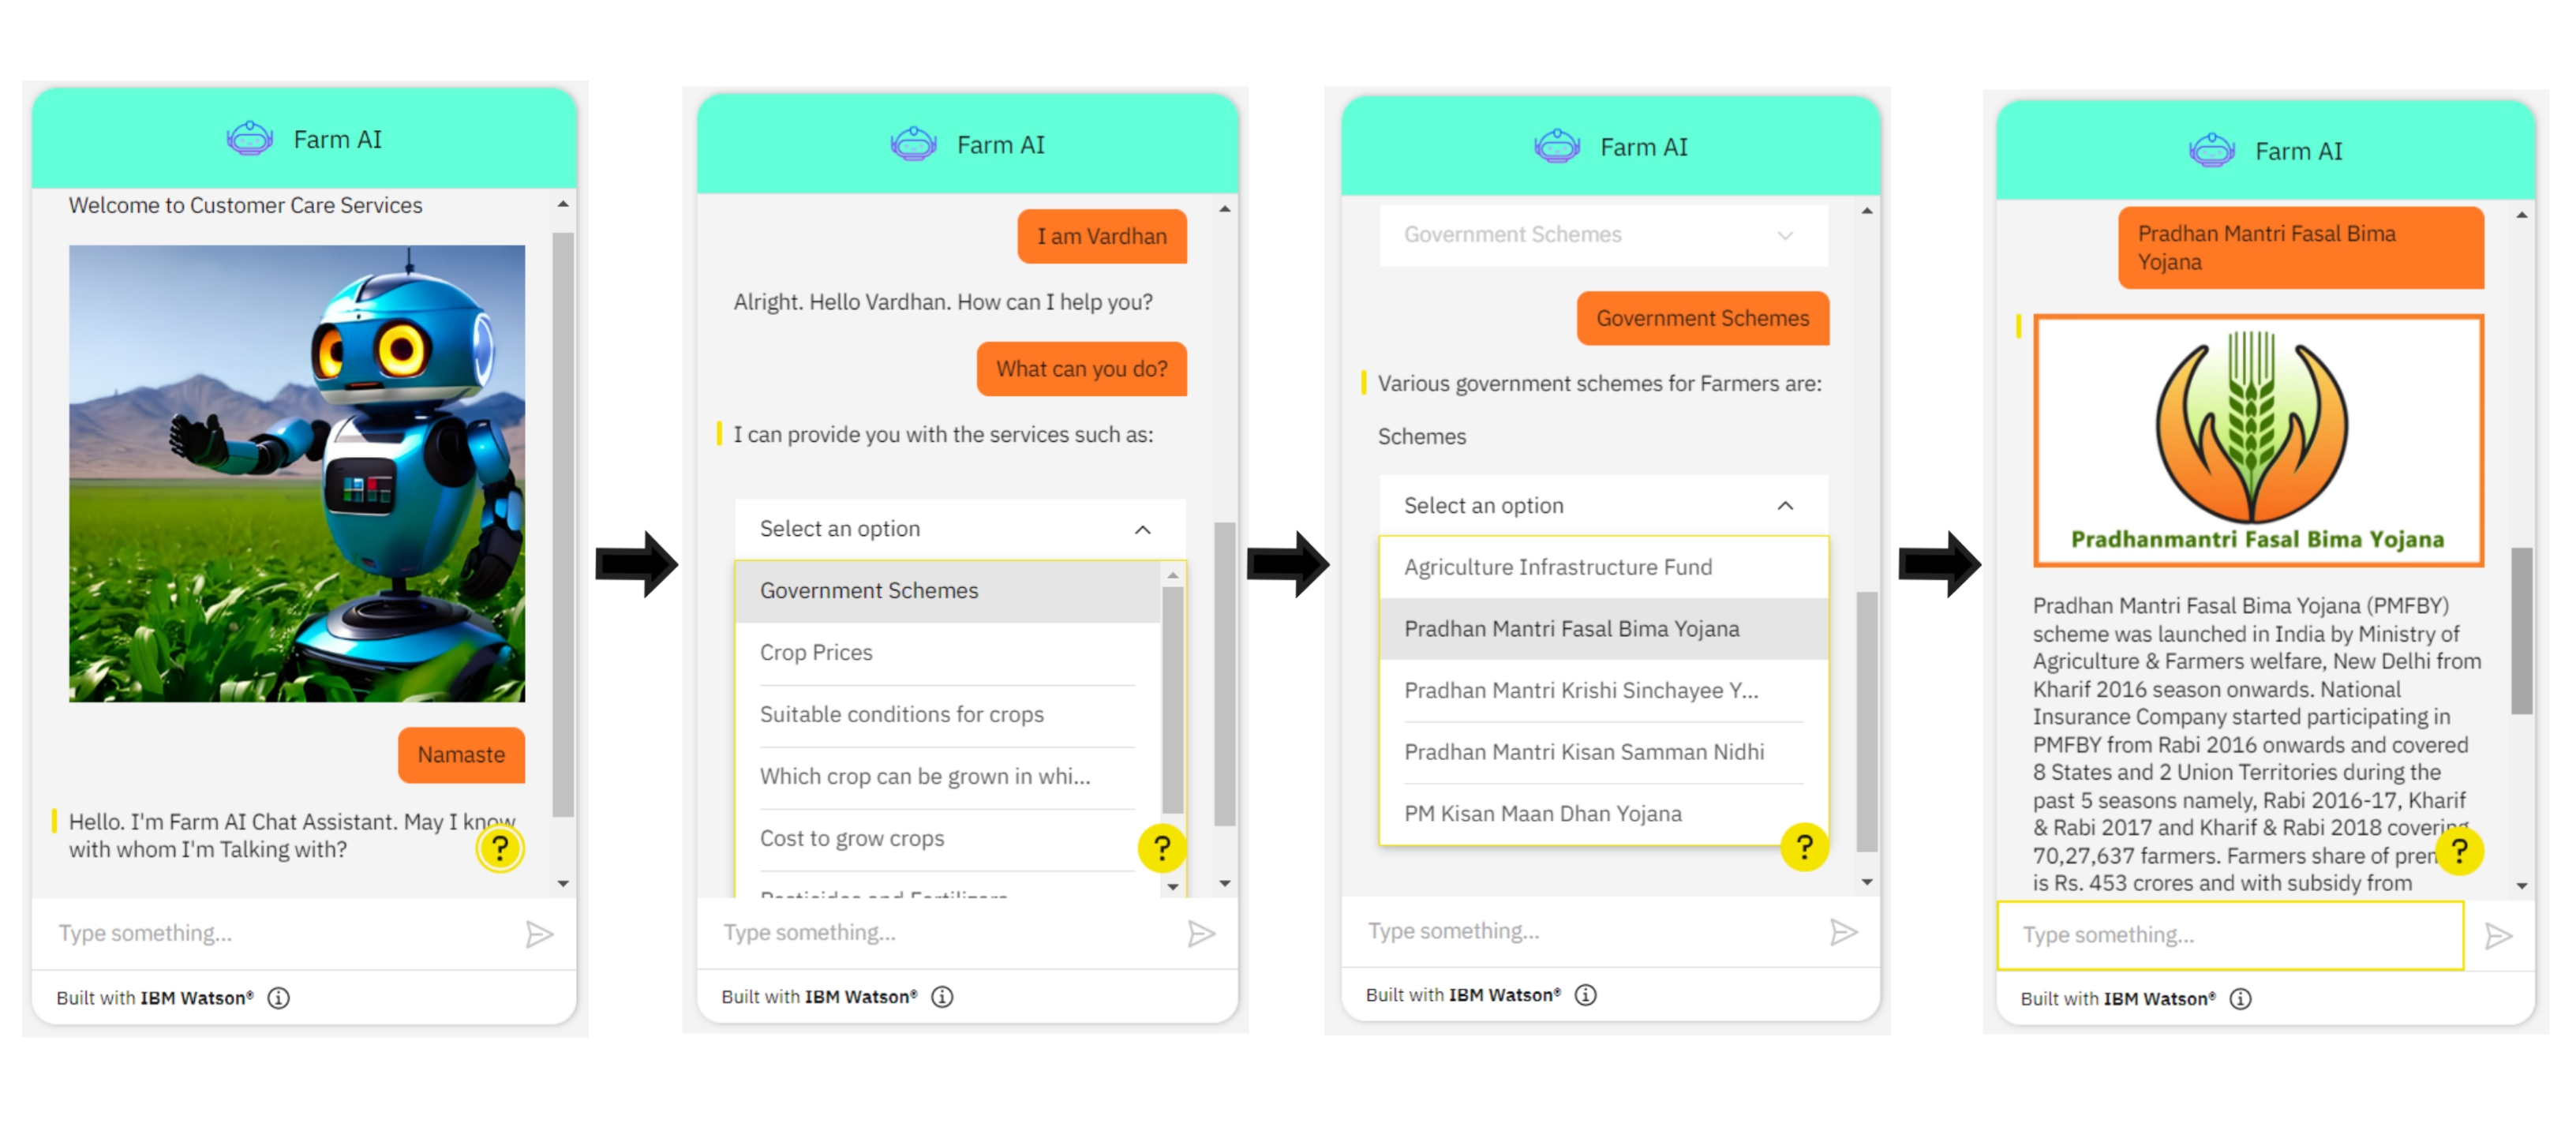 Farm AI
Welcome to Customer Care Services
Namaste
Hello. I'm Farm AI Chat Assistant. May I know
with whom I'm Talking with?
?
Type something...
Built with IBM Watson®
Farm AI
I am Vardhan
Alright. Hello Vardhan. How can I help you?
What can you do?
I can provide you with the services such as:
Select an option
Government Schemes
Crop Prices
Suitable conditions for crops
Which crop can be grown in whi...
Cost to grow crops
Pesticides and Fertilizers
?
Type something...
Built with IBM Watson®
Farm AI
Government Schemes
Government Schemes
Various government schemes for Farmers are:
Schemes
Select an option
Agriculture Infrastructure Fund
Pradhan Mantri Fasal Bima Yojana
Pradhan Mantri Krishi Sinchayee Y...
Pradhan Mantri Kisan Samman Nidhi
PM Kisan Maan Dhan Yojana
?
Type something...
Built with IBM Watson®
Farm AI
Pradhan Mantri Fasal Bima
Yojana
Pradhanmantri Fasal Bima Yojana
Pradhan Mantri Fasal Bima Yojana (PMFBY)
scheme was launched in India by Ministry of
Agriculture & Farmers welfare, New Delhi from
Kharif 2016 season onwards. National
Insurance Company started participating in
PMFBY from Rabi 2016 onwards and covered
8 States and 2 Union Territories during the
past 5 seasons namely, Rabi 2016-17, Kharif
& Rabi 2017 and Kharif & Rabi 2018 covering
70,27,637 farmers. Farmers share of pren
is Rs. 453 crores and with subsidy from
?
Type something...
Built with IBM Watson®